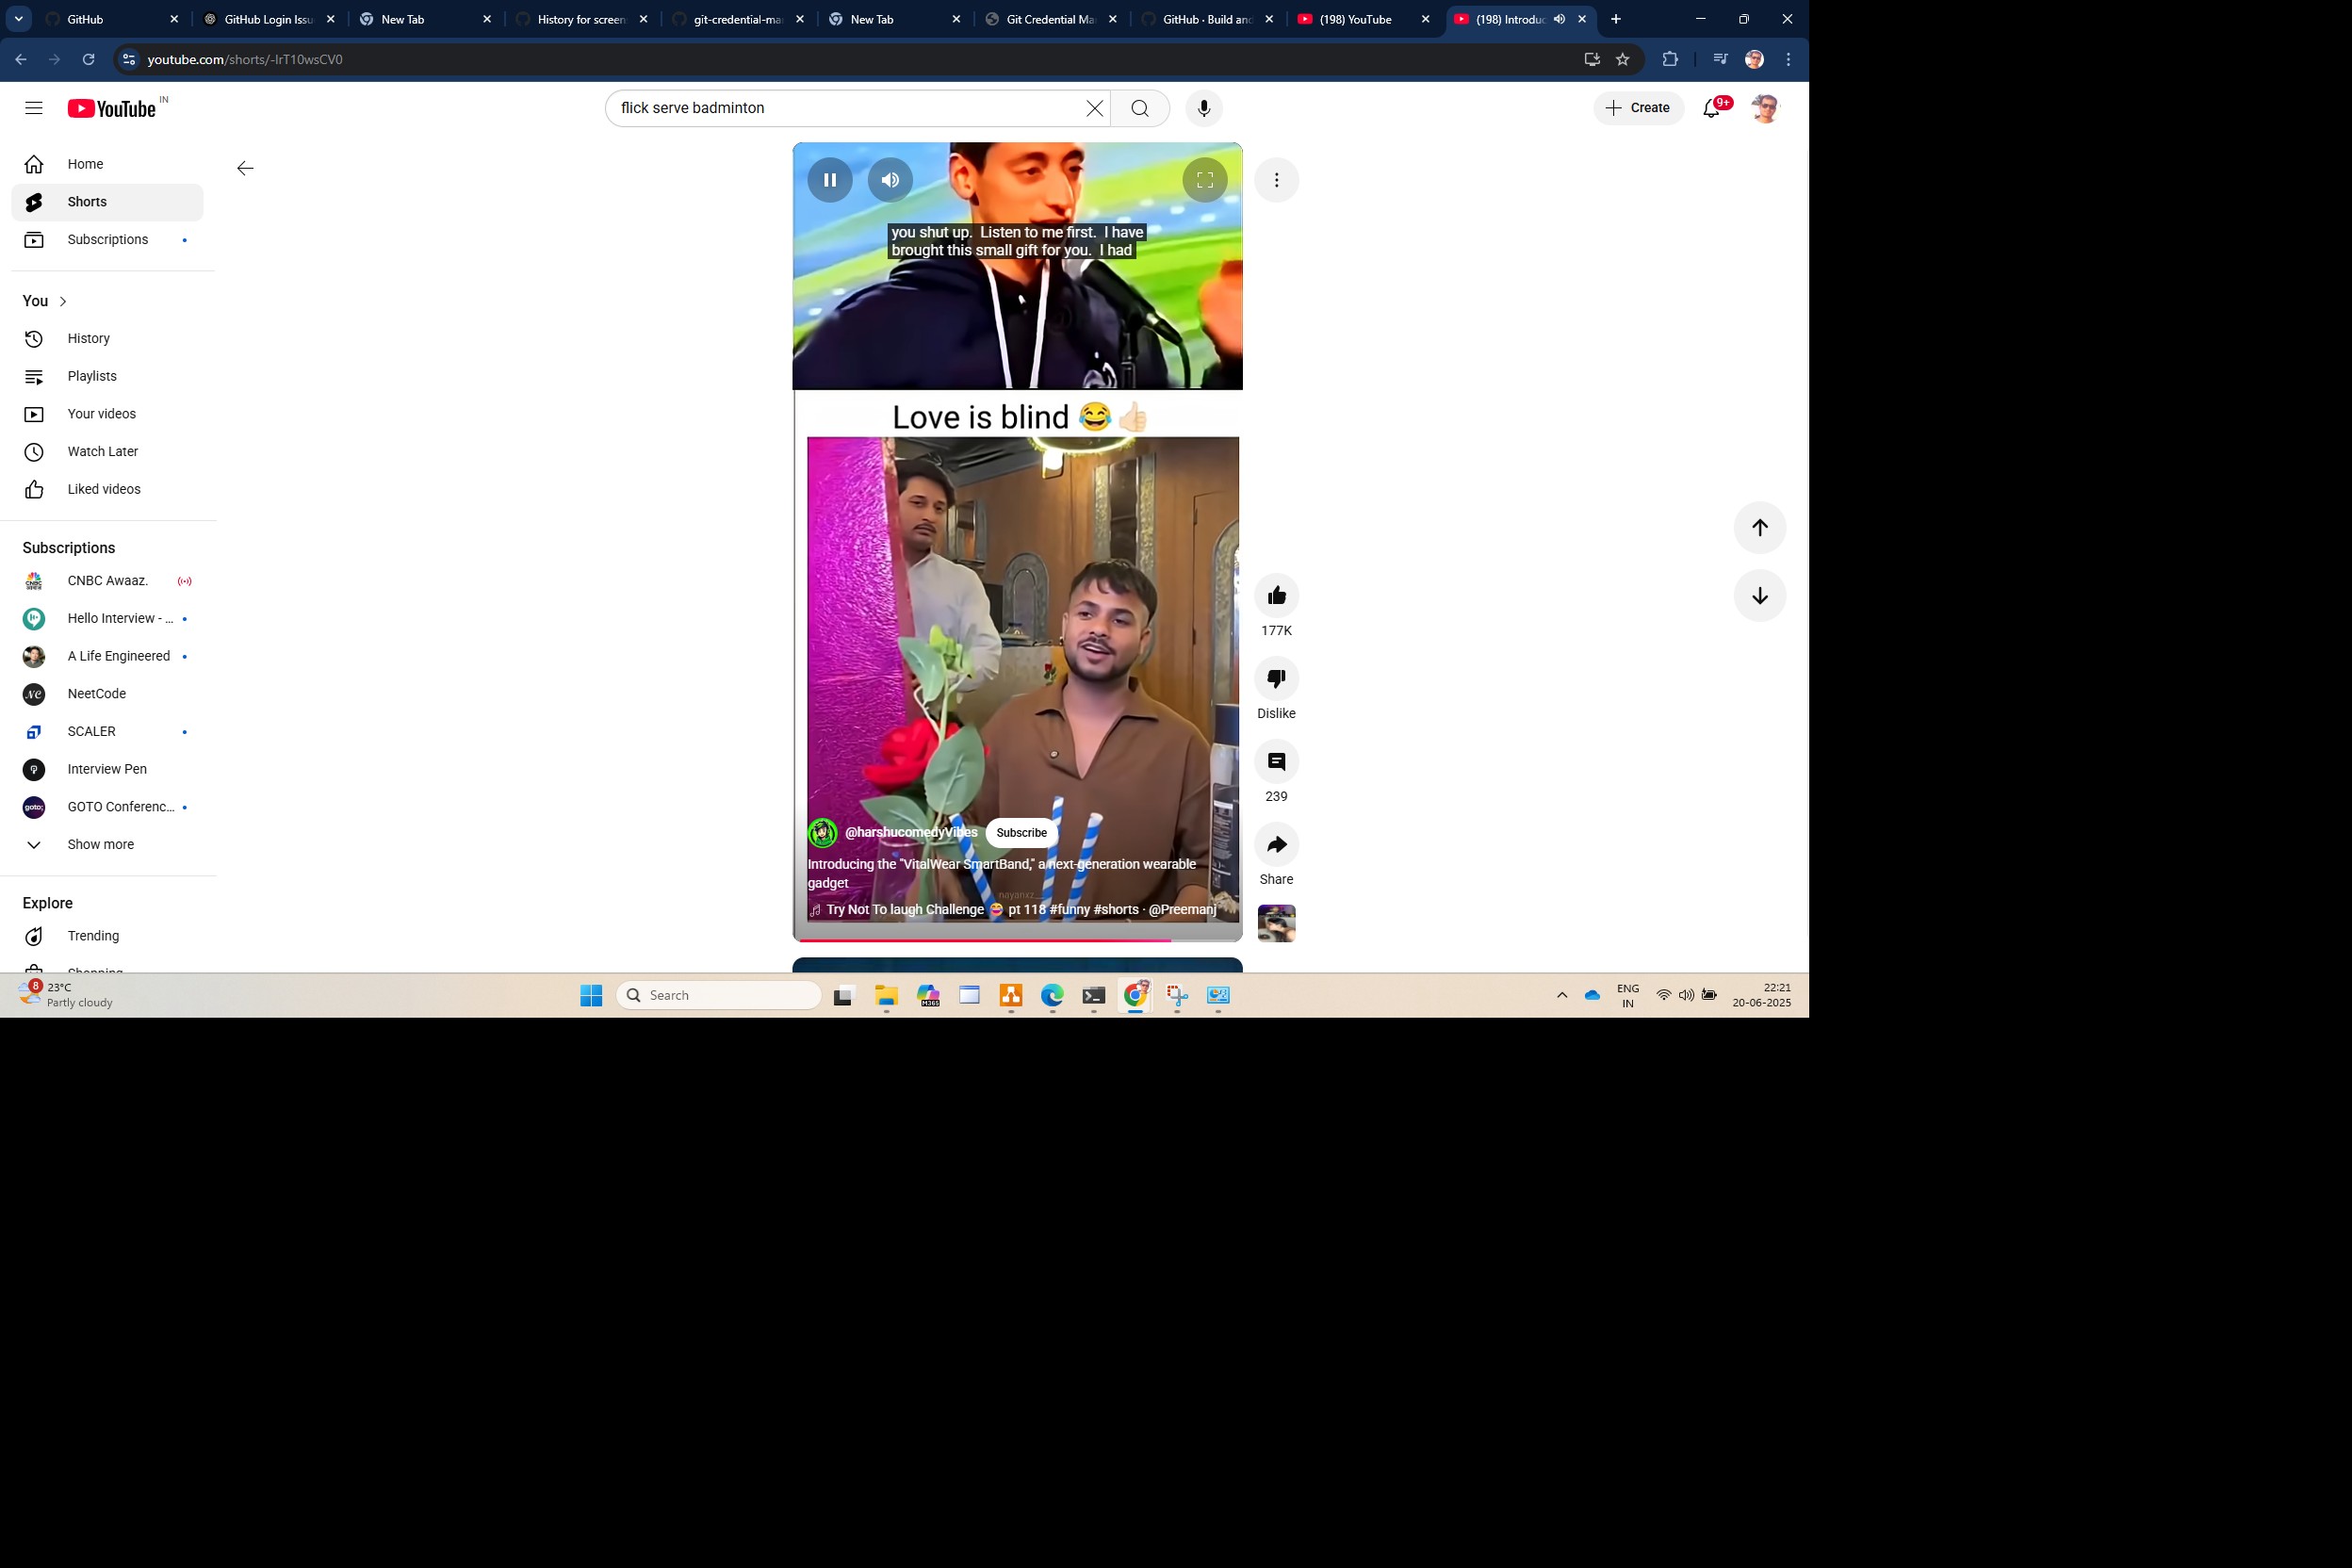 GitHub
GitHub Login Issu
New Tab
History for screen
git-credential-ma
New Tab
Git Credential Ma
GitHub · Build and
(198) YouTube
(198) Introduc
youtube.com/shorts/-IrT10wsCV0
YouTube
IN
flick serve badminton
Create
9+
Home
Shorts
Subscriptions
You
History
Playlists
Your videos
Watch Later
Liked videos
Subscriptions
CNBC Awaaz.
Hello Interview - ...
A Life Engineered
NeetCode
SCALER
Interview Pen
GOTO Conferenc...
Show more
Explore
Trending
Shopping
you shut up. Listen to me first. I have
brought this small gift for you. I had
Love is blind 😂👍🏻
@harshucomedyVibes
Subscribe
Introducing the "VitalWear SmartBand," a next-generation wearable
gadget
nayanxz
Try Not To laugh Challenge 😂 pt 118 #funny #shorts · @Preemanj
177K
Dislike
239
Share
8
23°C
Partly cloudy
Search
M365
ENG
IN
22:21
20-06-2025